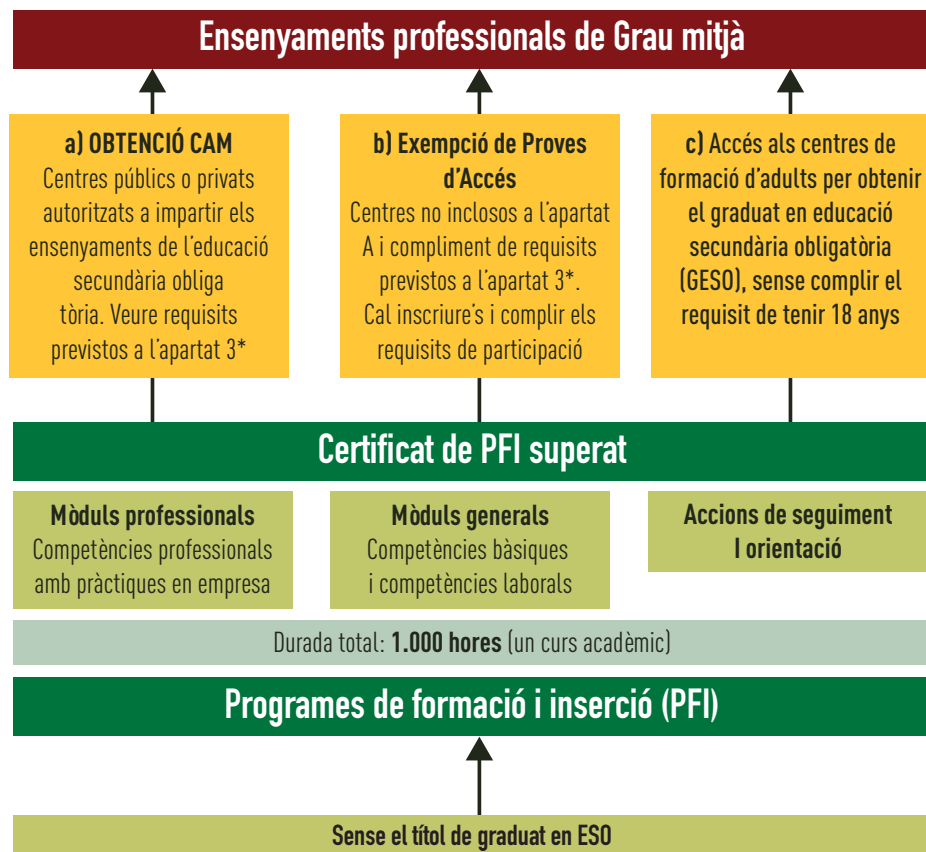 Ensenyaments professionals de Grau mitjà
a) OBTENCIÓ CAM
Centres públics o privats
autoritzats a impartir els
ensenyaments de l'educació
secundària obliga
tòria. Veure requisits
previstos a l'apartat 3*
b) Exempció de Proves
d'Accés
Centres no inclosos a l'apartat
A i compliment de requisits
previstos a l'apartat 3*.
Cal inscriure's i complir els
requisits de participació
c) Accés als centres de
formació d'adults per obtenir
el graduat en educació
secundària obligatòria
(GESO), sense complir el
requisit de tenir 18 anys
Certificat de PFI superat
Mòduls professionals
Competències professionals
amb pràctiques en empresa
Mòduls generals
Competències bàsiques
i competències laborals
Accions de seguiment
I orientació
Durada total: 1.000 hores (un curs acadèmic)
Programes de formació i inserció (PFI)
Sense el títol de graduat en ESO